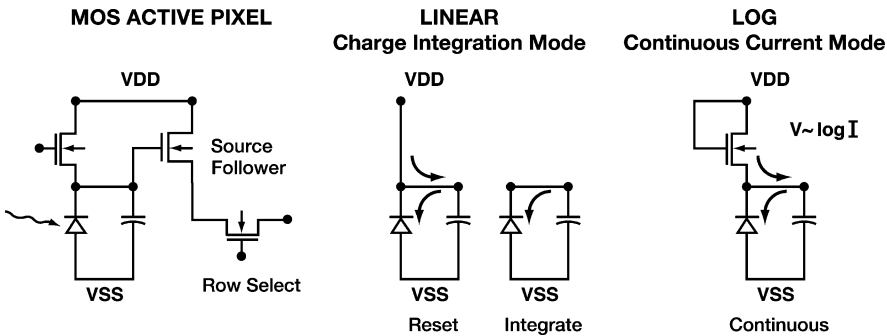 MOS ACTIVE PIXEL
VDD
Source
Follower
VSS
Row Select
LINEAR
Charge Integration Mode
VDD
VSS
VSS
Reset
Integrate
LOG
Continuous Current Mode
VDD
V~ log I
VSS
Continuous